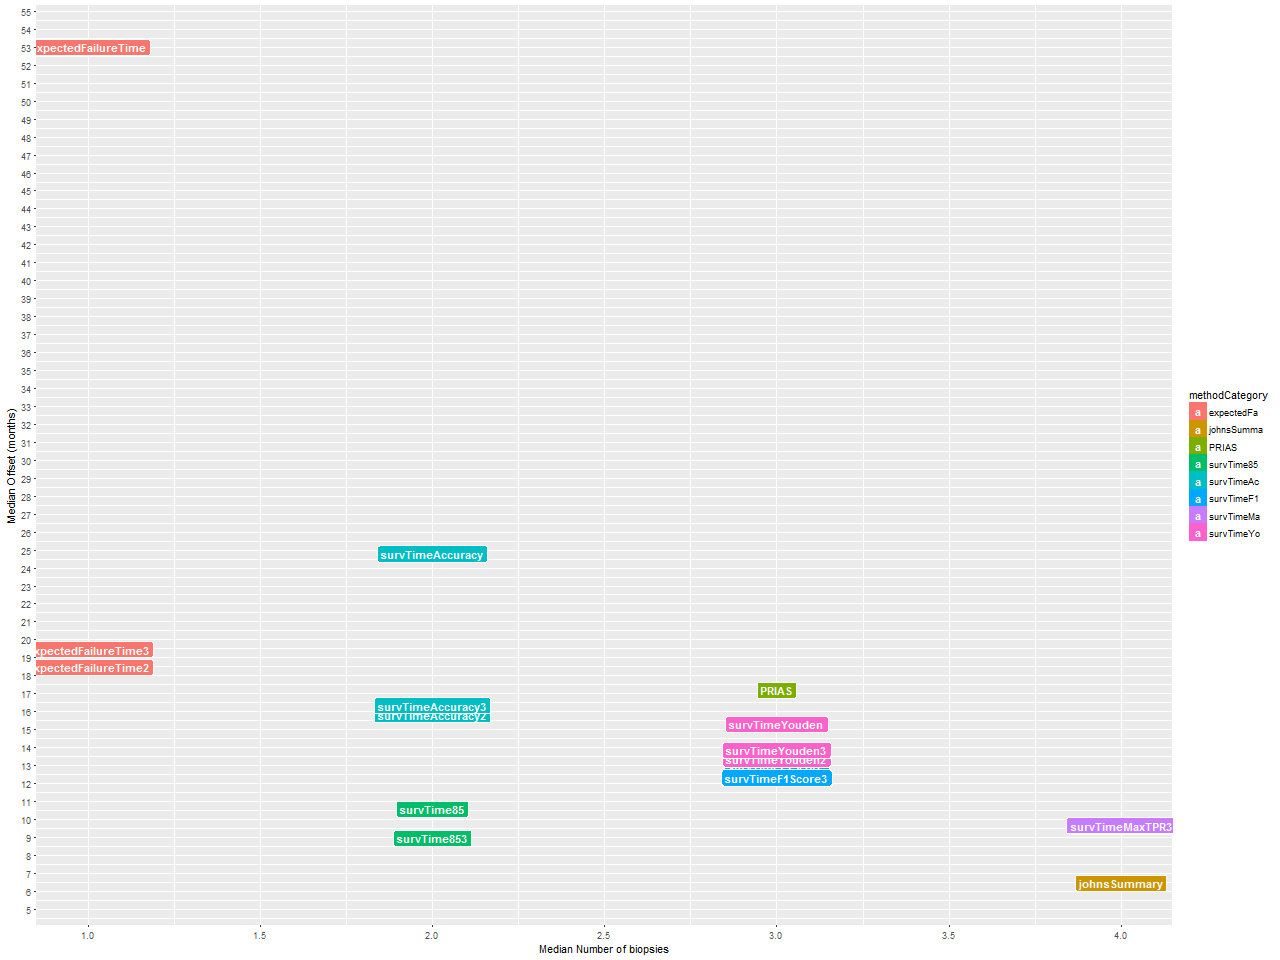 55
54
53
52
51
50
49
48
47
46
45
44
43
42
41
40
39
38
37
36
35
34
33
32
31
30
29
28
27
26
25
24
23
22
21
20
19
18
17
16
15
14
13
12
11
10
9
8
7
6
5
Median Offset (months)
xpectedFailureTime
survTimeAccuracy
xpectedFailureTime3
xpectedFailureTime2
PRIAS
survTimeAccuracy3
survTimeAccuracy2
survTimeYouden
survTimeYouden3
survTimeYouden2
survTimeF1Score3
survTime85
survTimeMaxTPR3
survTime853
johnsSummary
1.0 1.5 2.0 2.5 3.0 3.5 4.0
Median Number of biopsies
methodCategory
a expectedFa
a johnsSumma
a PRIAS
a survTime85
a survTimeAc
a survTimeF1
a survTimeMa
a survTimeYo